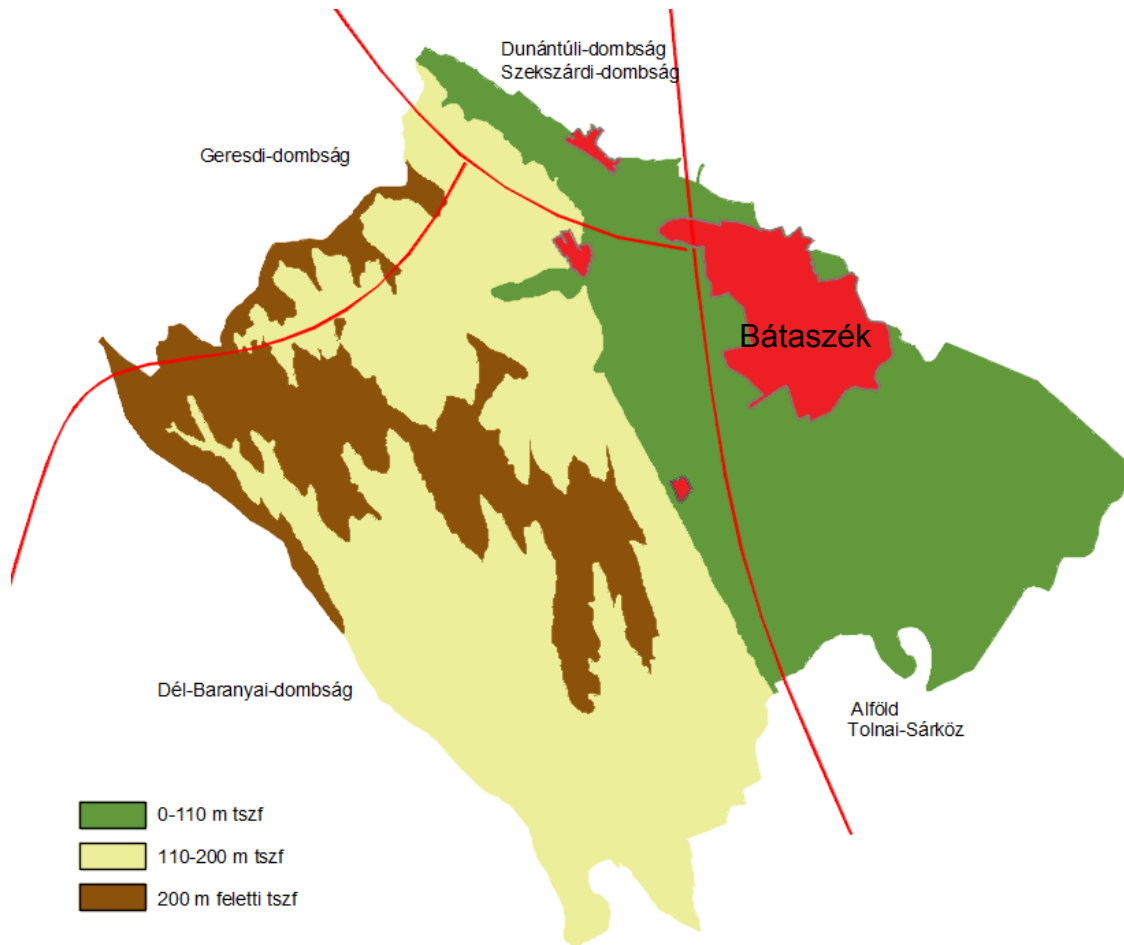 Dunántúli-dombság
Szekszárdi-dombság
Geresdi-dombság
Bátaszék
Dél-Baranyai-dombság
Alföld
Tolnai-Sárköz
0-110 m tszf
110-200 m tszf
200 m feletti tszf